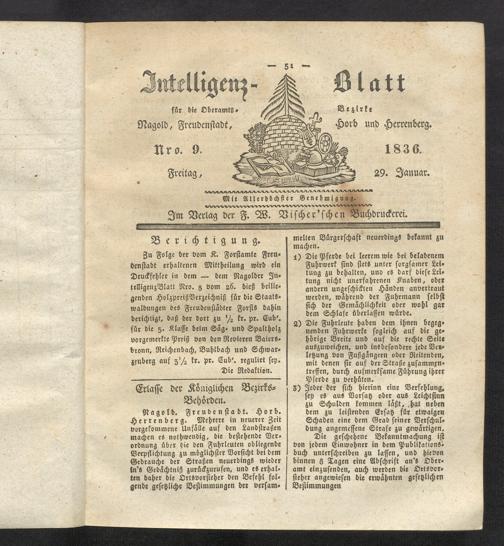 — 51 —
Intelligenz- Blatt
für die Oberamts- Bezirke
Nagold, Freudenstadt, Horb und Herrenberg.
Nro. 9. 1836.
Freitag, 29. Januar.
Mit Allerhöchster Genehmigung.
Im Verlag der F. W. Vischer'schen Buchdruckerei.
Berichtigung.
Zu Folge der vom K. Forstamte Freu-
denstadt erhaltenen Mittheilung wird ein
Druckfehler in dem — dem Nagolder In-
telligenzBlatt Nro. 8 vom 26. dieß beilie-
genden HolzpreißVerzeichniß für die Staats-
waldungen des Freudenstädter Forsts dahin
berichtigt, daß der dort zu ½ kr. pr. Cub'.
für die 5. Klasse beim Säg- und Spaltholz
vorgemerkte Preiß von den Revieren Baiers-
bronn, Reichenbach, Buhlbach und Schwar-
zenberg auf 3½ kr. pr. Cub'. regulirt sey.
Die Redaktion.
Erlasse der Königlichen Bezirks-
Behörden.
Nagold. Freudenstadt. Horb.
Herrenberg. Mehrere in neuerer Zeit
vorgekommene Unfälle auf den Landstraßen
machen es nothwendig, die bestehende Ver-
ordnung über die den Fuhrleuten obliegende
Verpflichtung zu möglichster Vorsicht bei dem
Gebrauche der Straßen neuerdings wieder
in's Gedächtniß zurückzurufen, und es erhal-
ten daher die Ortsvorsteher den Befehl fol-
gende gesetzliche Bestimmungen der versam-
melten Bürgerschaft neuerdings bekannt zu
machen.
1) Die Pferde bei leerem wie bei beladenem
Fuhrwerk sind stets unter sorgsamer Lei-
tung zu behalten, und es darf diese Lei-
tung nicht unerfahrnen Knaben, oder
andern ungeschickten Händen anvertraut
werden, während der Fuhrmann selbst
sich der Gemächlichkeit oder wohl gar
dem Schlafe überlassen würde.
2) Die Fuhrleute haben dem ihnen begeg-
nenden Fuhrwerke sogleich auf die ge-
hörige Breite und auf die rechte Seite
auszuweichen, und insbesondere jede Ver-
letzung von Fußgängern oder Reitenden,
mit denen sie auf der Straße zusammen-
treffen, durch aufmerksame Führung ihrer
Pferde zu verhüten.
3) Jeder der sich hierinn eine Verfehlung,
sey es aus Vorsatz oder aus Leichtsinn
zu Schulden kommen läßt, hat neben
dem zu leistenden Ersatz für etwaigen
Schaden eine dem Grad seiner Verschul-
dung angemessene Strafe zu gewärtigen.
Die geschehene Bekanntmachung ist
von jedem Einwohner in dem Publikations-
buch unterschreiben zu lassen, und hievon
binnen 8 Tagen eine Abschrift an's Ober-
amt einzusenden, auch werden die Ortsvor-
steher angewiesen die erwähnten gesetzlichen
Bestimmungen